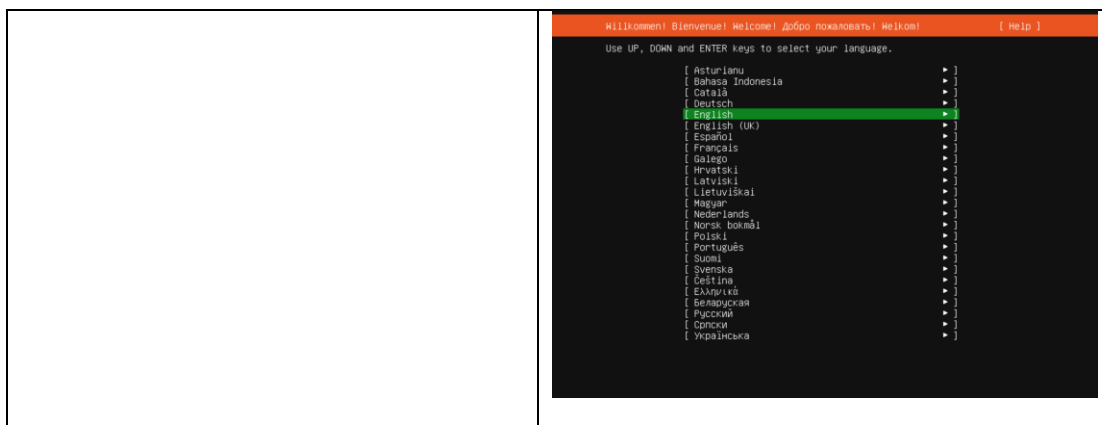 Willkommen! Bienvenue! Welcome! Добро пожаловать! Welkom! [ Help ]
Use UP, DOWN and ENTER keys to select your language.
[ Asturianu ► ]
[ Bahasa Indonesia ► ]
[ Català ► ]
[ Deutsch ► ]
[ English ► ]
[ English (UK) ► ]
[ Español ► ]
[ Français ► ]
[ Galego ► ]
[ Hrvatski ► ]
[ Latviski ► ]
[ Lietuviškai ► ]
[ Magyar ► ]
[ Nederlands ► ]
[ Norsk bokmål ► ]
[ Polski ► ]
[ Português ► ]
[ Suomi ► ]
[ Svenska ► ]
[ Čeština ► ]
[ Ελληνικά ► ]
[ Беларуская ► ]
[ Русский ► ]
[ Српски ► ]
[ Українська ► ]